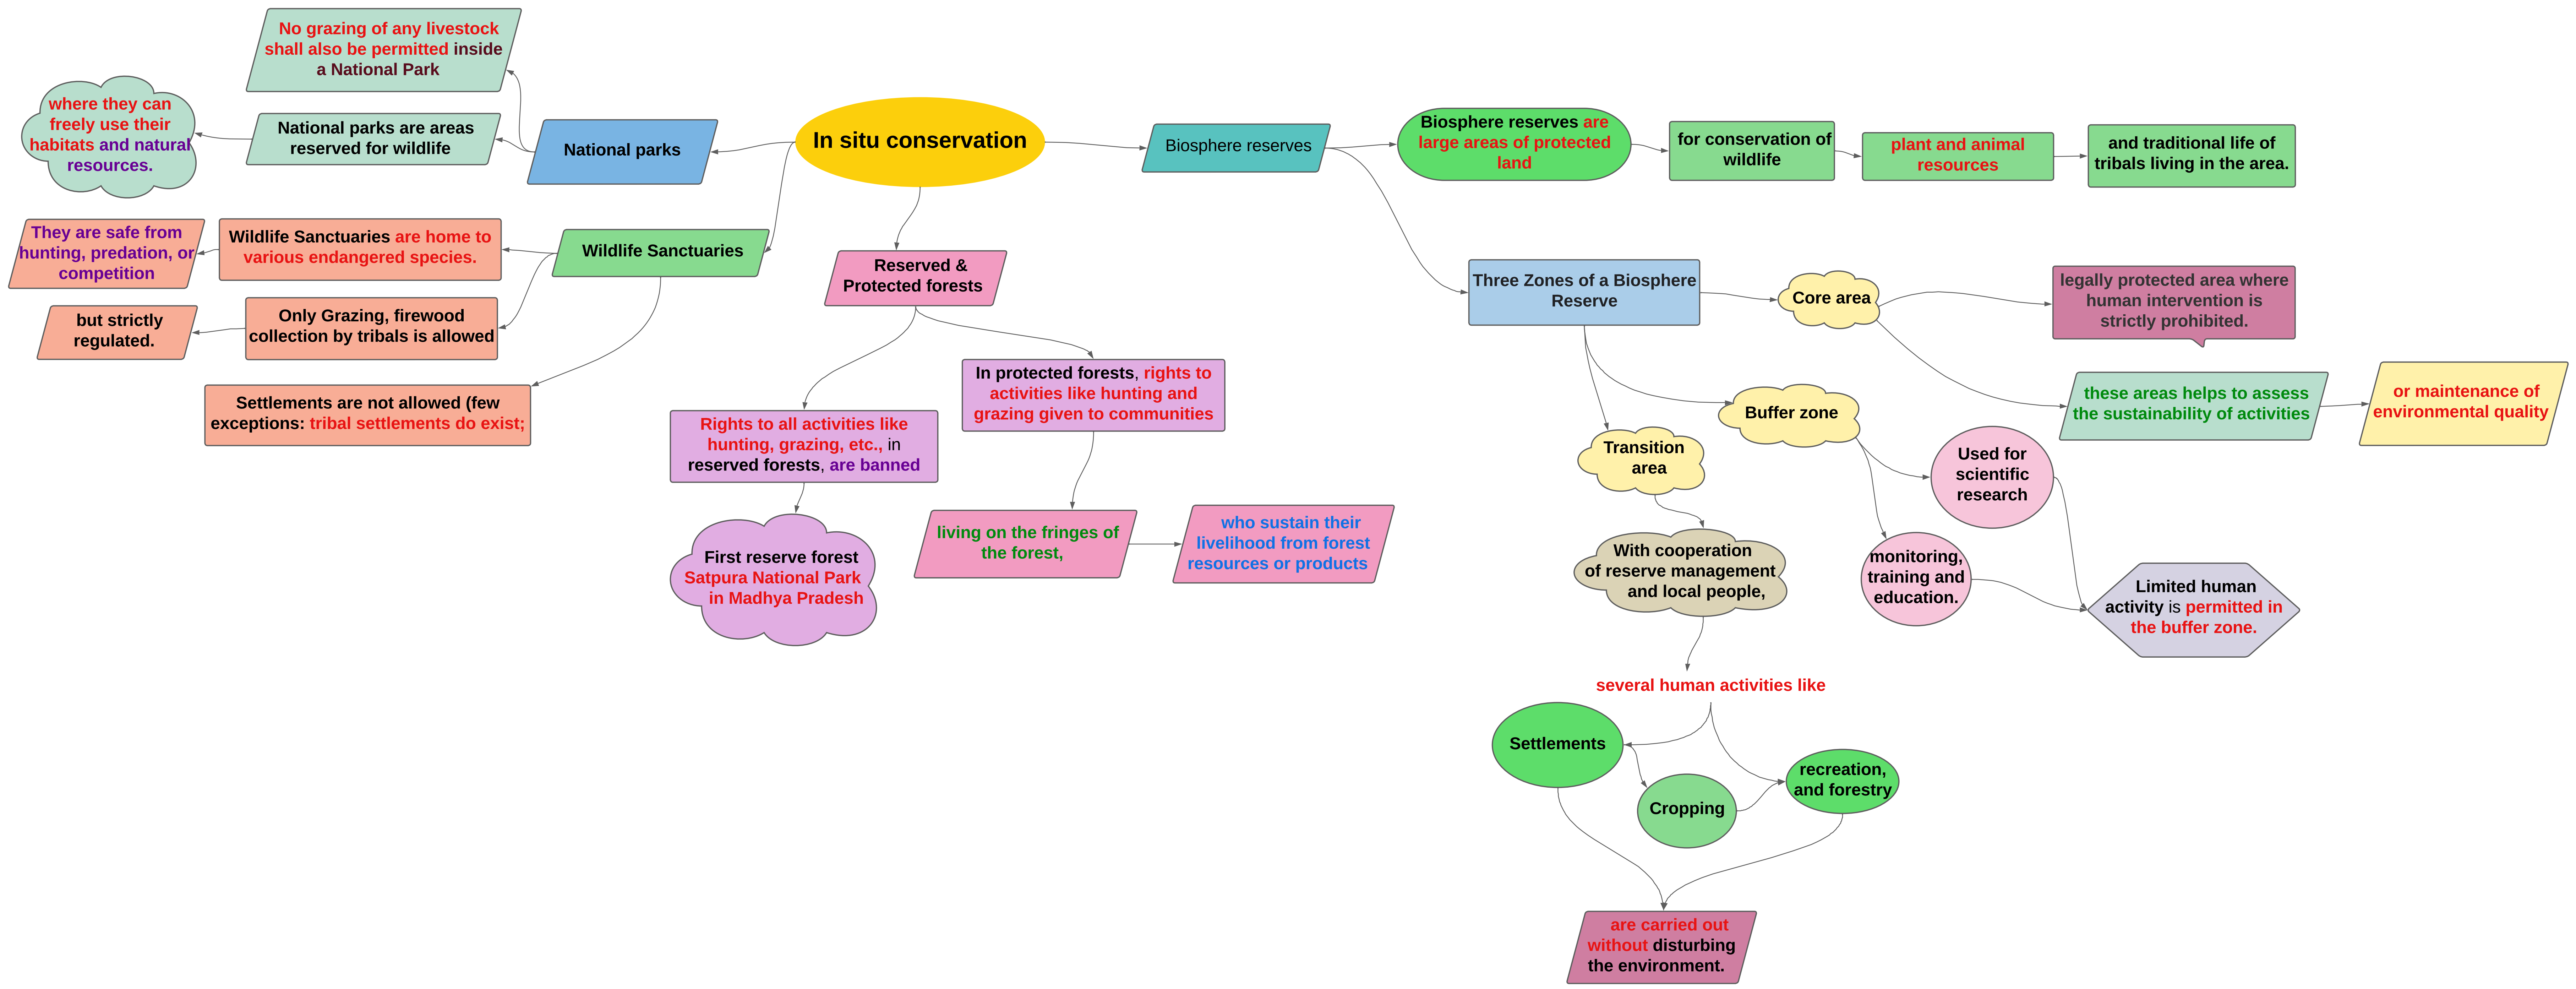 No grazing of any livestock
shall also be permitted inside
a National Park
where they can
freely use their
habitats and natural
resources.
National parks are areas
reserved for wildlife
National parks
In situ conservation
Biosphere reserves
Biosphere reserves are
large areas of protected
land
for conservation of
wildlife
plant and animal
resources
and traditional life of
tribals living in the area.
They are safe from
hunting, predation, or
competition
Wildlife Sanctuaries are home to
various endangered species.
Wildlife Sanctuaries
but strictly
regulated.
Only Grazing, firewood
collection by tribals is allowed
Settlements are not allowed (few
exceptions: tribal settlements do exist;
Reserved &
Protected forests
In protected forests, rights to
activities like hunting and
grazing given to communities
Rights to all activities like
hunting, grazing, etc., in
reserved forests, are banned
First reserve forest
Satpura National Park
in Madhya Pradesh
living on the fringes of
the forest,
who sustain their
livelihood from forest
resources or products
Three Zones of a Biosphere
Reserve
Core area
legally protected area where
human intervention is
strictly prohibited.
these areas helps to assess
the sustainability of activities
or maintenance of
environmental quality
Buffer zone
Used for
scientific
research
monitoring,
training and
education.
Limited human
activity is permitted in
the buffer zone.
Transition
area
With cooperation
of reserve management
and local people,
several human activities like
Settlements
Cropping
recreation,
and forestry
are carried out
without disturbing
the environment.